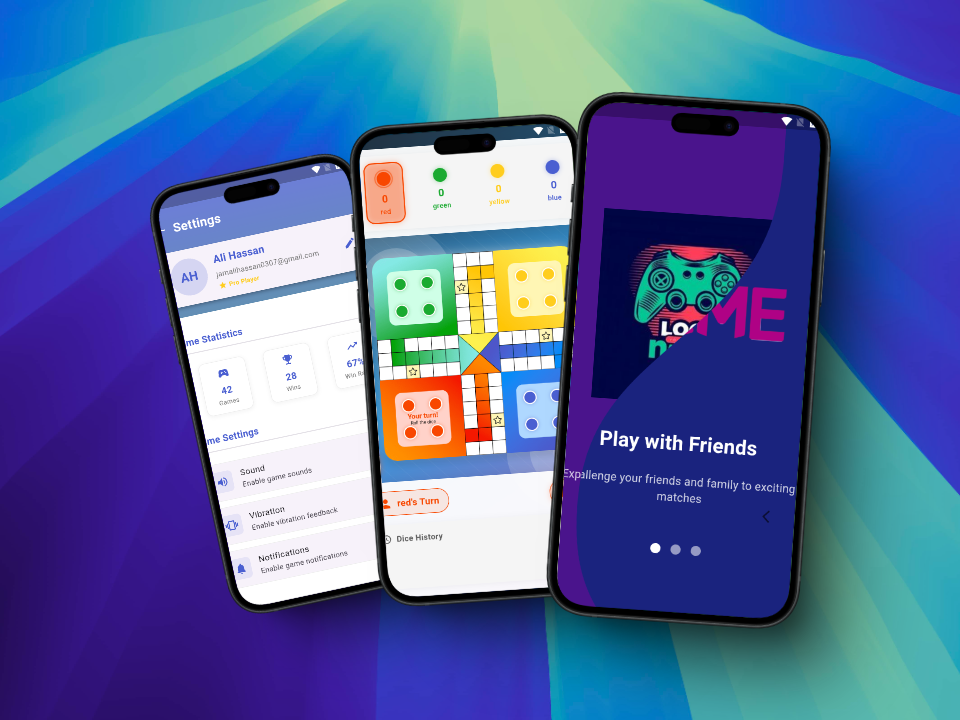 Settings
AH
Ali Hassan
jamalihassan0307@gmail.com
Pro Player
me Statistics
42
Games
28
Wins
67%
Win R
me Settings
Sound
Enable game sounds
Vibration
Enable vibration feedback
Notifications
Enable game notifications
0
red
0
green
0
yellow
0
blue
Your turn!
Roll the dice
red's Turn
Dice History
ME
Play with Friends
your friends and family to exciting
matches